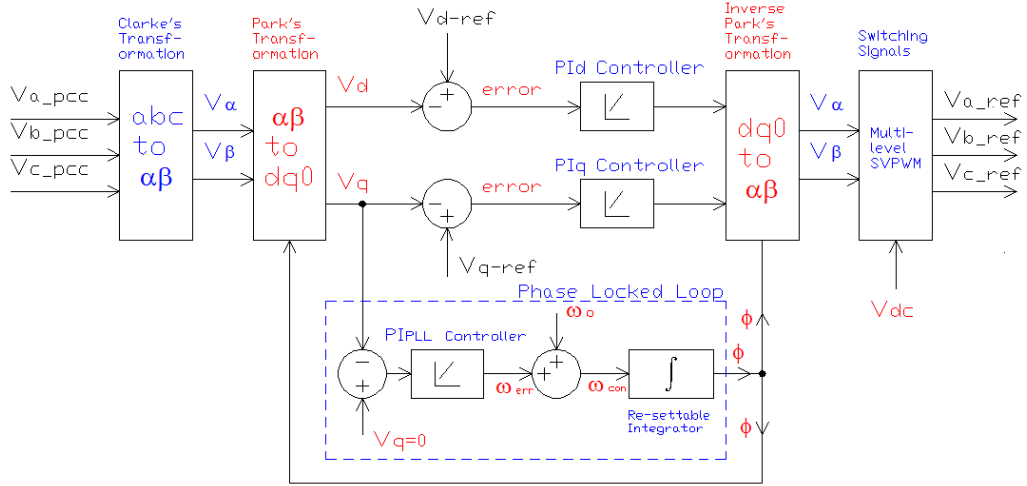 Clarke's
Transf-
ormation
Park's
Transf-
ormation
Vd-ref
Inverse
Park's
Transf-
ormation
Switching
Signals
Va_pcc
Vb_pcc
Vc_pcc
abc
to
αβ
Vα
Vβ
αβ
to
dq0
Vd
Vq
−
+
error
PId Controller
−
+
error
PIq Controller
Vq-ref
dq0
to
αβ
Vα
Vβ
Multi-
level
SVPWM
Va_ref
Vb_ref
Vc_ref
Vdc
Phase Locked Loop
PIPLL Controller
−
+
Vq=0
ωerr
ωo
+
+
ωcon
∫
Re-settable
Integrator
ϕ
ϕ
ϕ